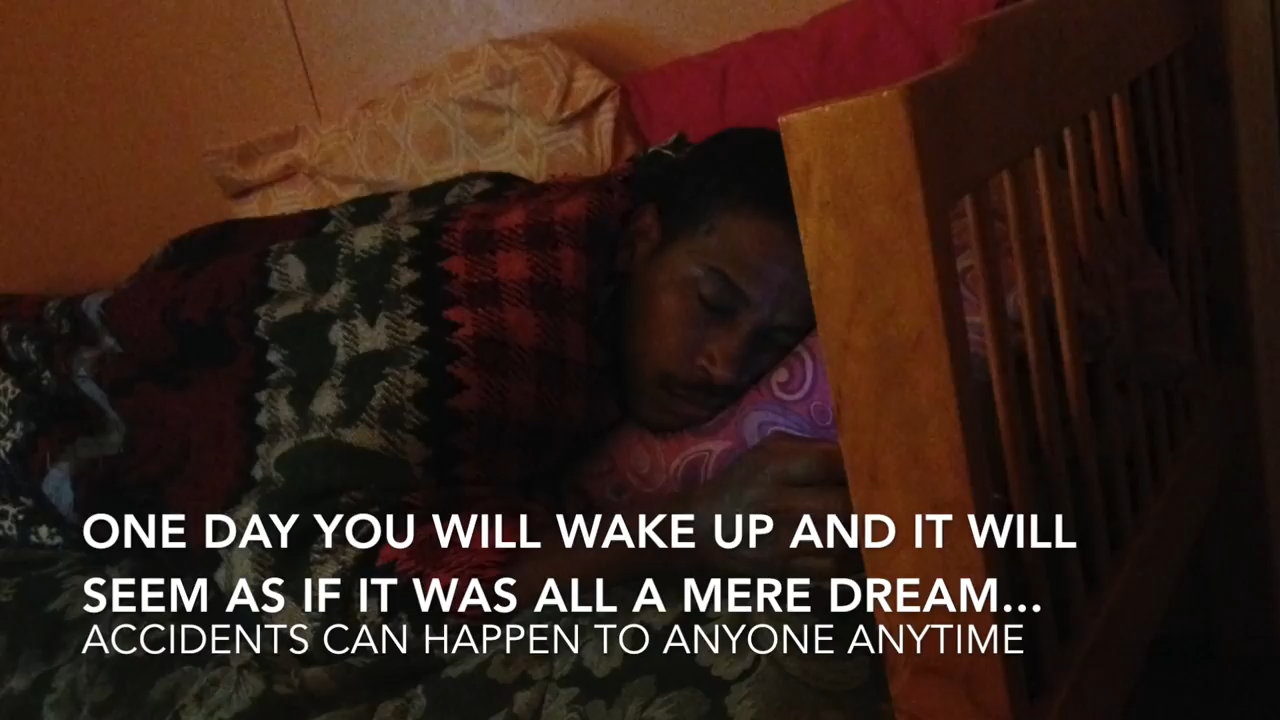 ONE DAY YOU WILL WAKE UP AND IT WILL
SEEM AS IF IT WAS ALL A MERE DREAM...
ACCIDENTS CAN HAPPEN TO ANYONE ANYTIME